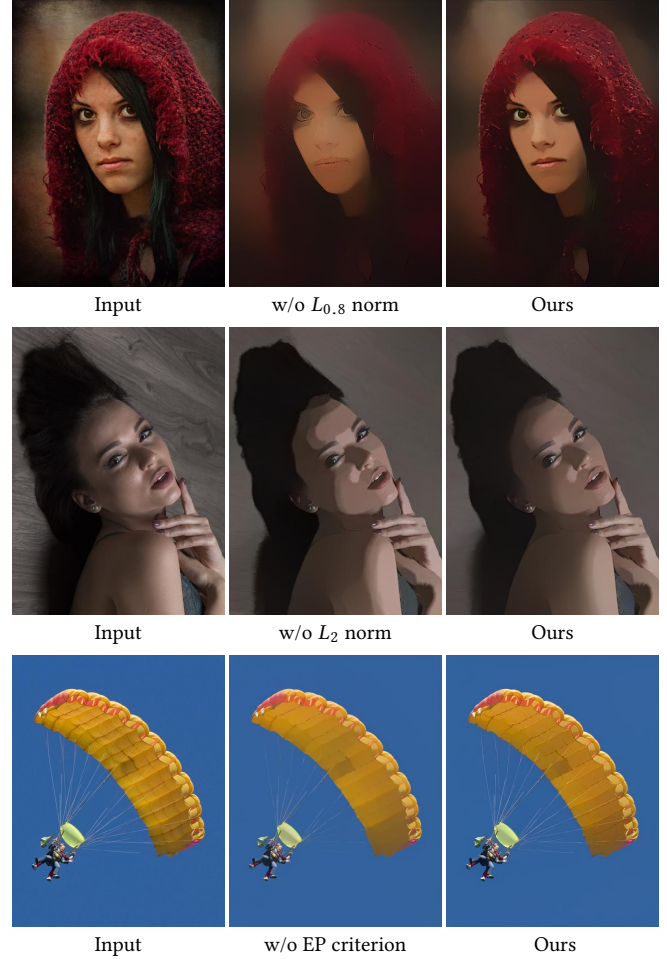 Input w/o L0.8 norm Ours
Input w/o L2 norm Ours
Input w/o EP criterion Ours